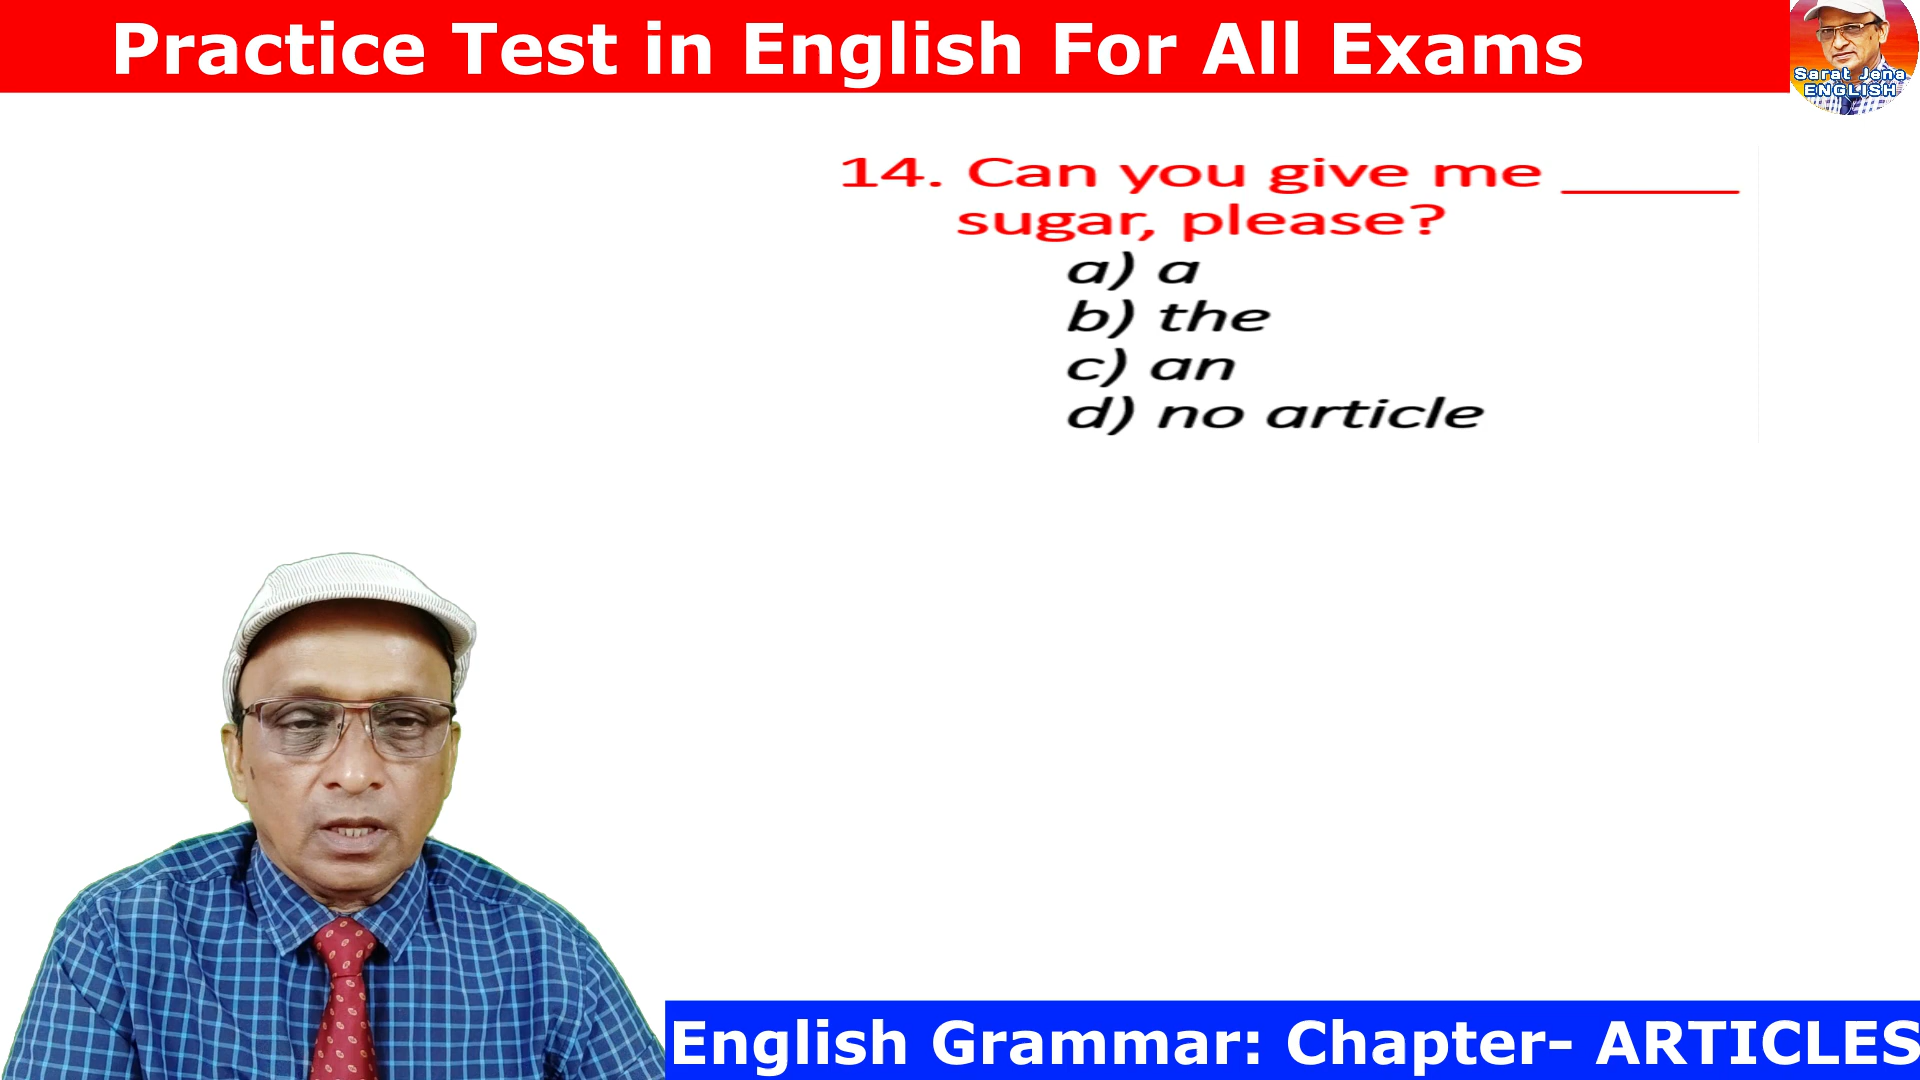 Practice Test in English For All Exams
Sarat Jena
ENGLISH
14. Can you give me _____
sugar, please?
a) a
b) the
c) an
d) no article
English Grammar: Chapter- ARTICLES